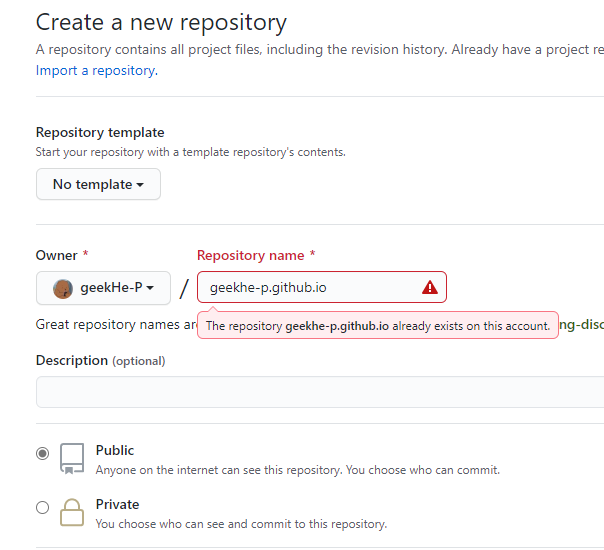 Create a new repository
A repository contains all project files, including the revision history. Already have a project re
Import a repository.
Repository template
Start your repository with a template repository's contents.
No template
Owner * Repository name *
geekHe-P / geekhe-p.github.io
The repository geekhe-p.github.io already exists on this account.
Great repository names are ng-disc
Description (optional)
Public
Anyone on the internet can see this repository. You choose who can commit.
Private
You choose who can see and commit to this repository.